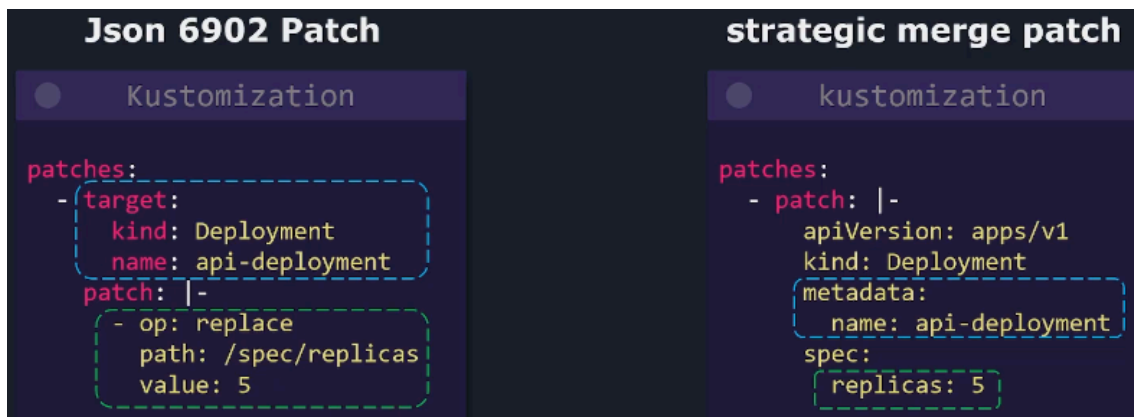 Json 6902 Patch
Kustomization
patches:
  - target:
      kind: Deployment
      name: api-deployment
    patch: |-
      - op: replace
        path: /spec/replicas
        value: 5
strategic merge patch
kustomization
patches:
  - patch: |-
      apiVersion: apps/v1
      kind: Deployment
      metadata:
        name: api-deployment
      spec:
        replicas: 5